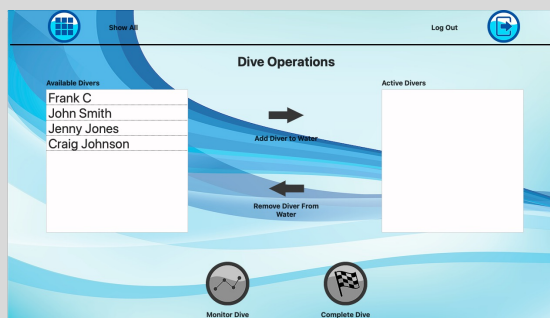 Show All
Log Out
Dive Operations
Available Divers
Active Divers
Frank C
John Smith
Jenny Jones
Craig Johnson
Add Diver to Water
Remove Diver From
Water
Monitor Dive
Complete Dive